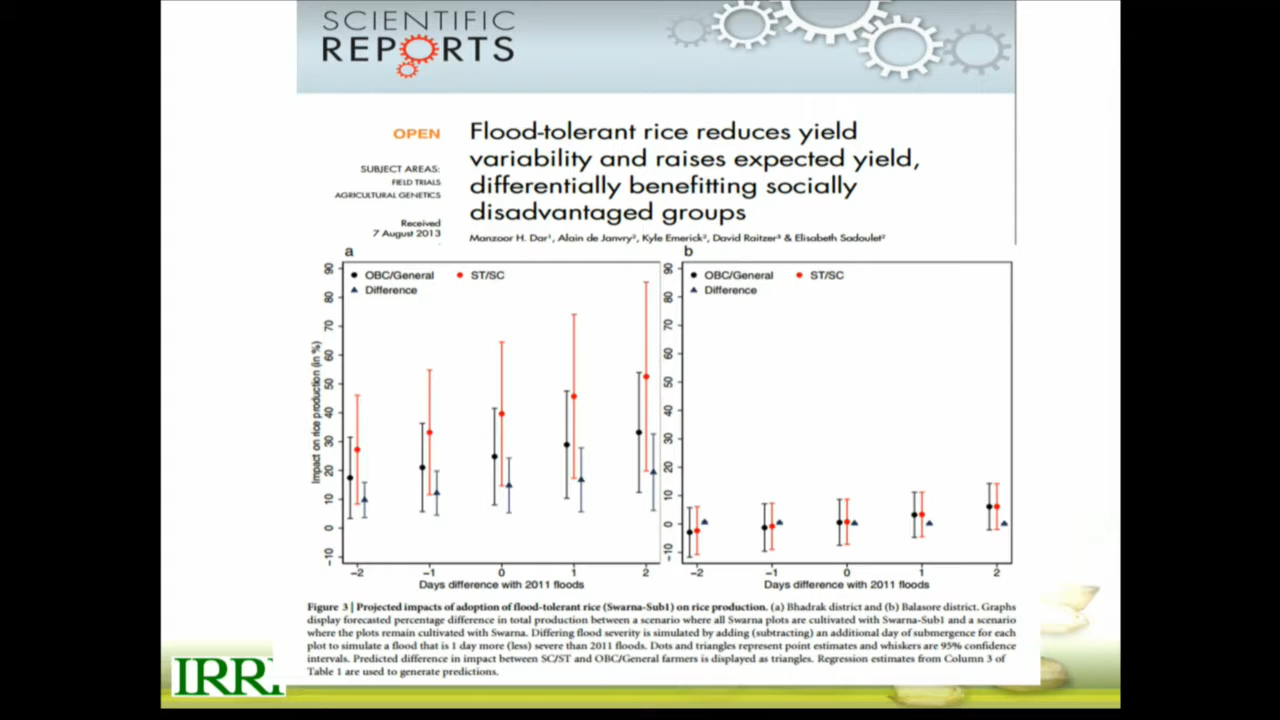 SCIENTIFIC
REPORTS
OPEN
SUBJECT AREAS:
FIELD TRIALS
AGRICULTURAL GENETICS
Received
7 August 2013
Flood-tolerant rice reduces yield
variability and raises expected yield,
differentially benefitting socially
disadvantaged groups
Manzoor H. Dar¹, Alain de Janvry², Kyle Emerick², David Raitzer³ & Elisabeth Sadoulet²
a
OBC/General ST/SC
Difference
Impact on rice production (in %)
90
80
70
60
50
40
30
20
10
0
−10
−2 −1 0 1 2
Days difference with 2011 floods
b
OBC/General ST/SC
Difference
90
80
70
60
50
40
30
20
10
0
−10
−2 −1 0 1 2
Days difference with 2011 floods
Figure 3 | Projected impacts of adoption of flood-tolerant rice (Swarna-Sub1) on rice production. (a) Bhadrak district and (b) Balasore district. Graphs
display forecasted percentage difference in total production between a scenario where all Swarna plots are cultivated with Swarna-Sub1 and a scenario
where the plots remain cultivated with Swarna. Differing flood severity is simulated by adding (subtracting) an additional day of submergence for each
plot to simulate a flood that is 1 day more (less) severe than 2011 floods. Dots and triangles represent point estimates and whiskers are 95% confidence
intervals. Predicted difference in impact between SC/ST and OBC/General farmers is displayed as triangles. Regression estimates from Column 3 of
Table 1 are used to generate predictions.
IRRI